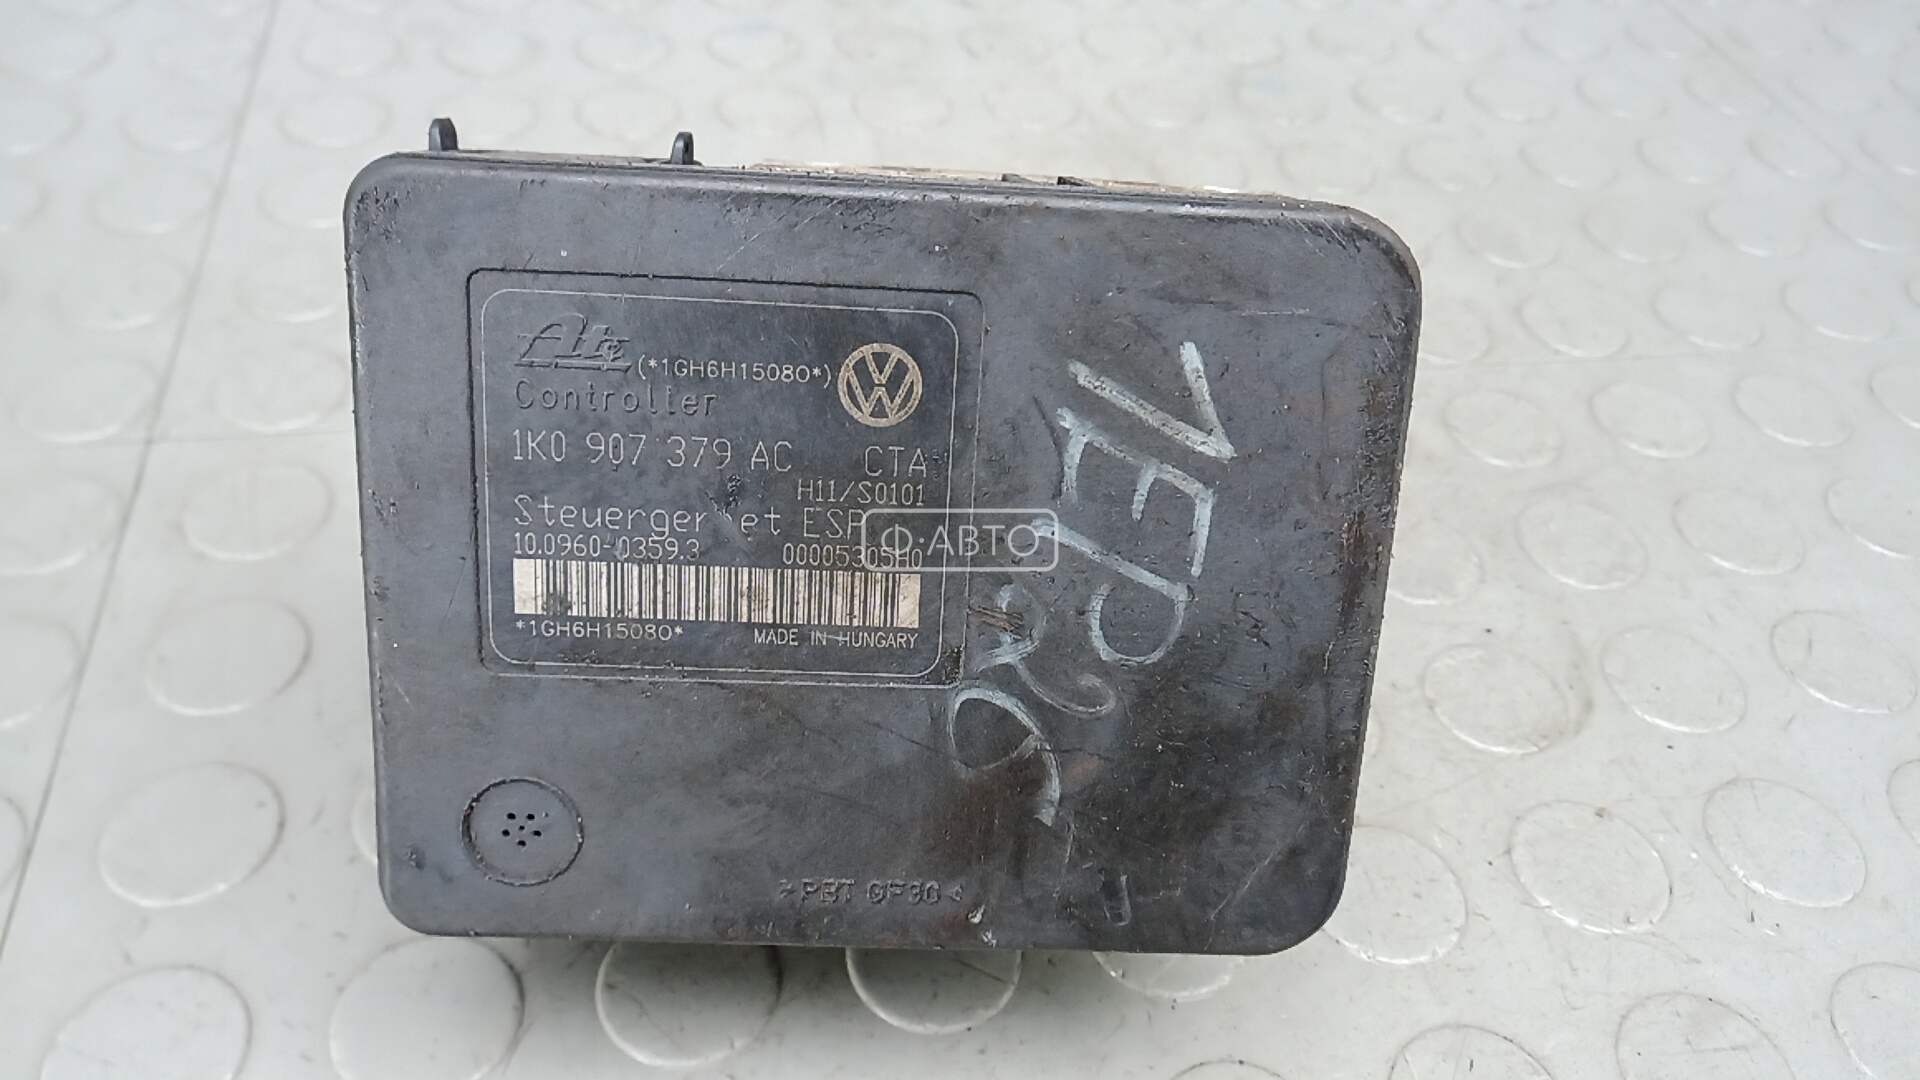 Ate (*1GH6H15080*)
Controller
1K0 907 379 AC CTA
H11/S0101
Steuergeraet ESP
10.0960-0359.3 00005305H0
*1GH6H15080* MADE IN HUNGARY
Ф·АВТО
1EP26
>PBT GF30<